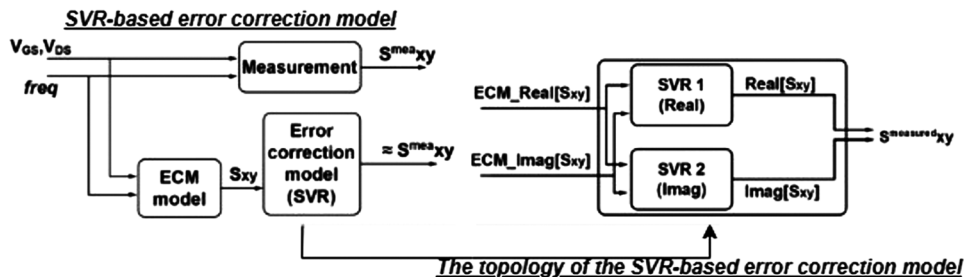 SVR-based error correction model
VGS,VDS
freq
Measurement
Smeaxy
ECM
model
Sxy
Error
correction
model
(SVR)
≈ Smeaxy
ECM_Real[Sxy]
ECM_Imag[Sxy]
SVR 1
(Real)
SVR 2
(Imag)
Real[Sxy]
Imag[Sxy]
Smeasuredxy
The topology of the SVR-based error correction model